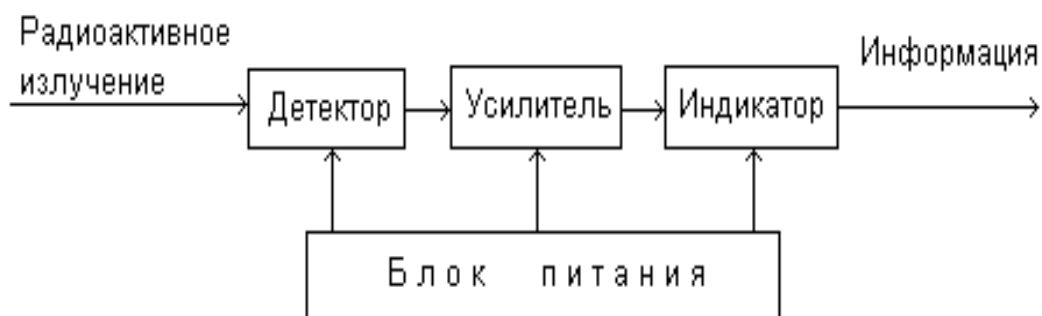 Радиоактивное
излучение
Информация
Детектор
Усилитель
Индикатор
Блок питания